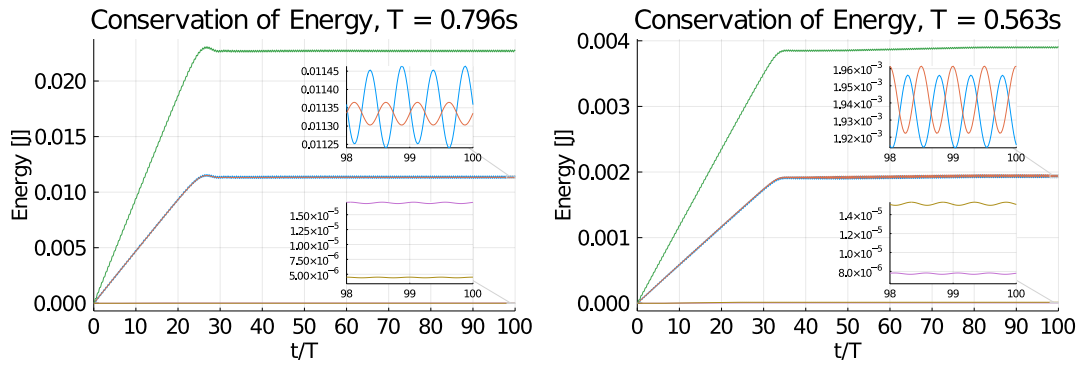 Conservation of Energy, T = 0.796s
Energy [J]
0.020
0.015
0.010
0.005
0.000
0 10 20 30 40 50 60 70 80 90 100
t/T
0.01145
0.01140
0.01135
0.01130
0.01124
98 99 100
1.50×10⁻⁵
1.25×10⁻⁵
1.00×10⁻⁵
7.50×10⁻⁶
5.00×10⁻⁶
98 99 100
Conservation of Energy, T = 0.563s
Energy [J]
0.004
0.003
0.002
0.001
0.000
0 10 20 30 40 50 60 70 80 90 100
t/T
1.96×10⁻³
1.95×10⁻³
1.94×10⁻³
1.93×10⁻³
1.92×10⁻³
98 99 100
1.4×10⁻⁵
1.2×10⁻⁵
1.0×10⁻⁵
8.0×10⁻⁶
98 99 100